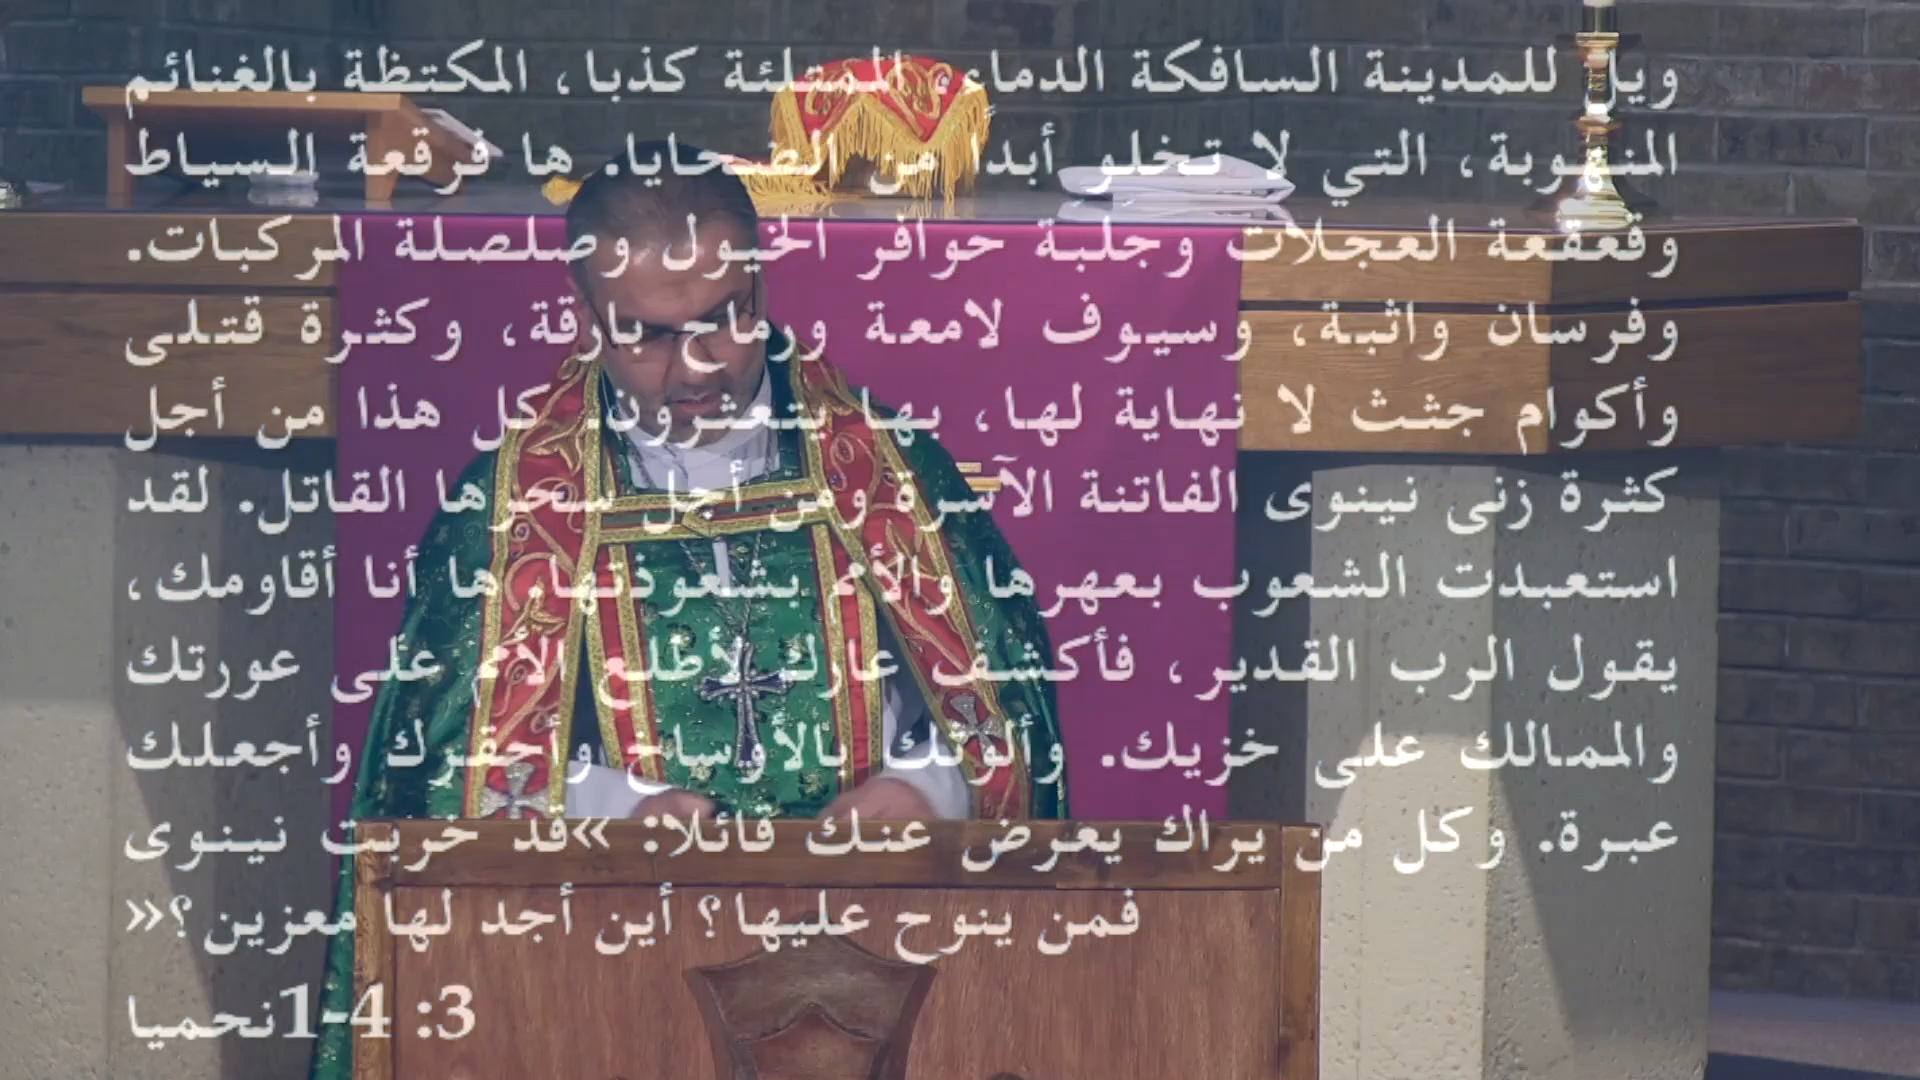 ويل للمدينة السافكة الدماء، الممتلئة كذبا، المكتظة بالغنائم
المنهوبة، التي لا تخلو أبدًا من الضحايا. ها فرقعة السياط
وقعقعة العجلات وجلبة حوافر الخيول وصلصلة المركبات.
وفرسان واثبة، وسيوف لامعة ورماح بارقة، وكثرة قتلى
وأكوام جثث لا نهاية لها، بها يتعثرون. كل هذا من أجل
كثرة زنى نينوى الفاتنة الآسرة ومن أجل سحرها القاتل. لقد
استعبدت الشعوب بعهرها والأمم بشعوذتها. ها أنا أقاومك،
يقول الرب القدير، فأكشف عارك لأطلع الأمم على عورتك
والممالك على خزيك. وألوثك بالأوساخ وأحقرك وأجعلك
عبرة. وكل من يراك يعرض عنك قائلا: »قد خربت نينوى
فمن ينوح عليها؟ أين أجد لها معزين؟«
نحميا1-4 :3